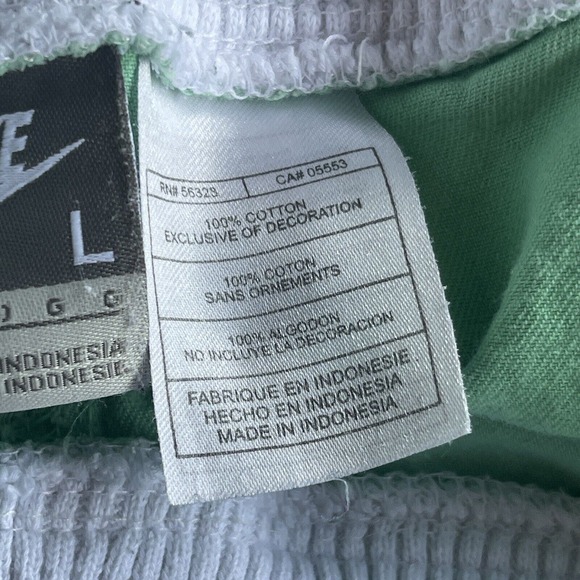 L
G
INDONESIA
INDONESIE
RN# 56323
CA# 05553
100% COTTON
EXCLUSIVE OF DECORATION
100% COTON
SANS ORNEMENTS
100% ALGODON
NO INCLUYE LA DECORACION
FABRIQUE EN INDONESIE
HECHO EN INDONESIA
MADE IN INDONESIA